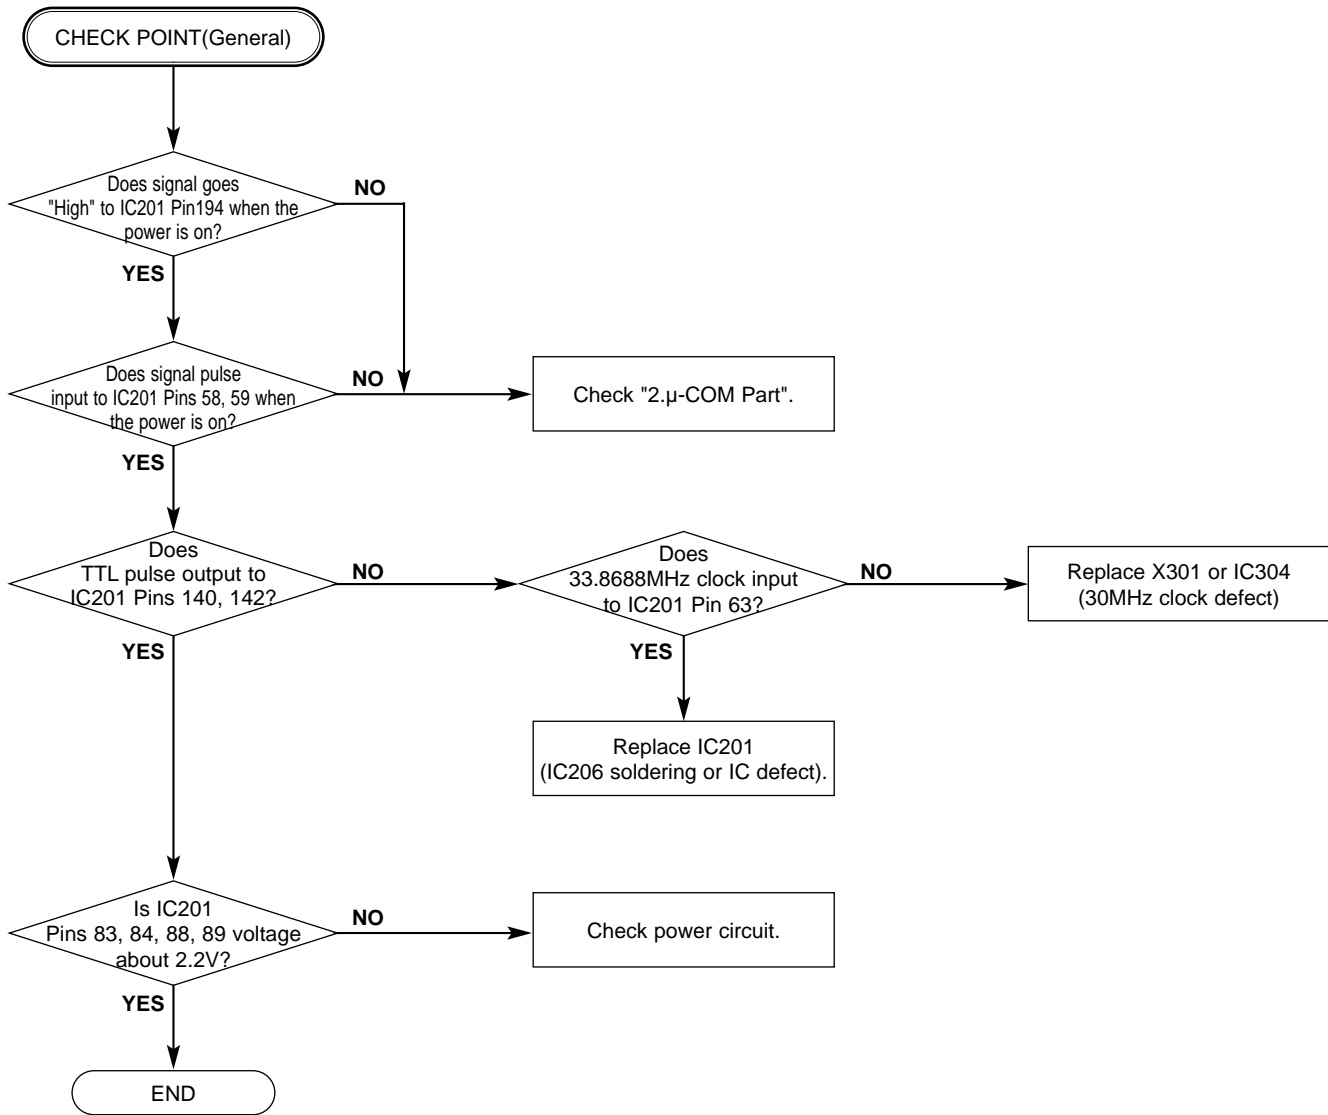 CHECK POINT(General)
Does signal goes
"High" to IC201 Pin194 when the
power is on?
NO
YES
Does signal pulse
input to IC201 Pins 58, 59 when
the power is on?
NO
Check "2.µ-COM Part".
YES
Does
TTL pulse output to
IC201 Pins 140, 142?
NO
Does
33.8688MHz clock input
to IC201 Pin 63?
NO
Replace X301 or IC304
(30MHz clock defect)
YES
YES
Replace IC201
(IC206 soldering or IC defect).
Is IC201
Pins 83, 84, 88, 89 voltage
about 2.2V?
NO
Check power circuit.
YES
END